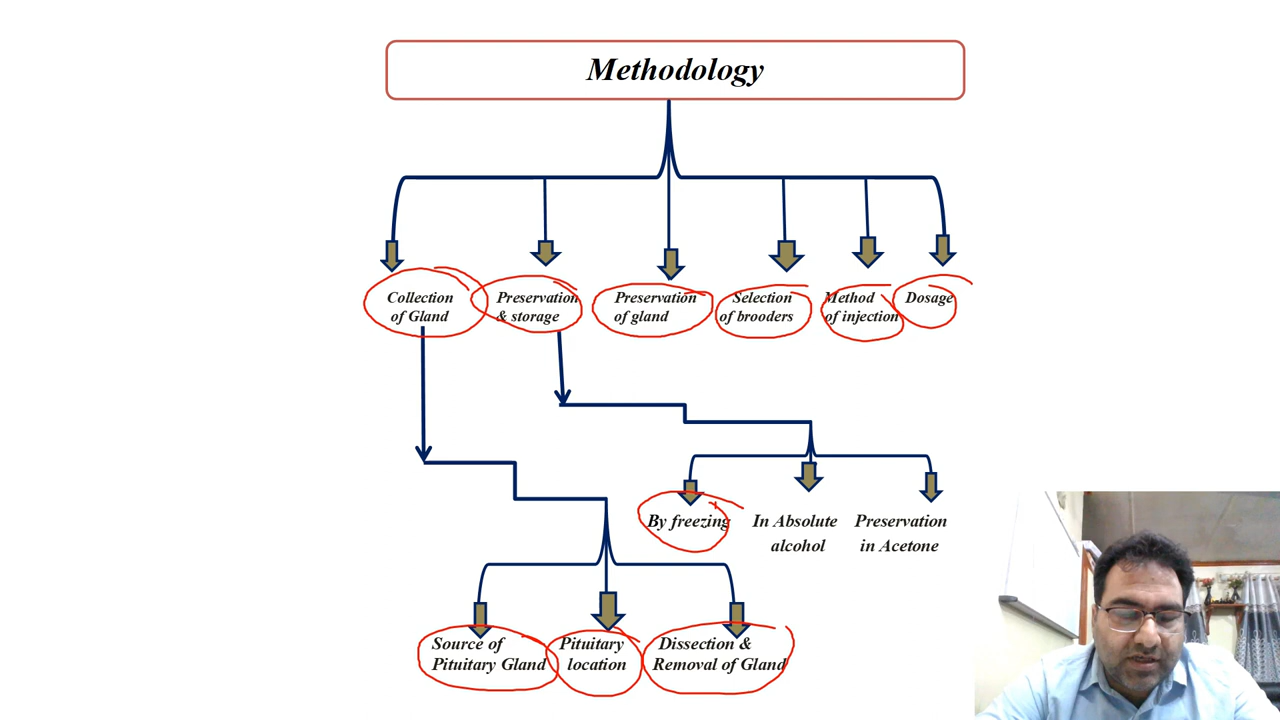 Methodology
Collection
of Gland
Preservation
& storage
Preservation
of gland
Selection
of brooders
Method
of injection
Dosage
By freezing
In Absolute
alcohol
Preservation
in Acetone
Source of
Pituitary Gland
Pituitary
location
Dissection &
Removal of Gland